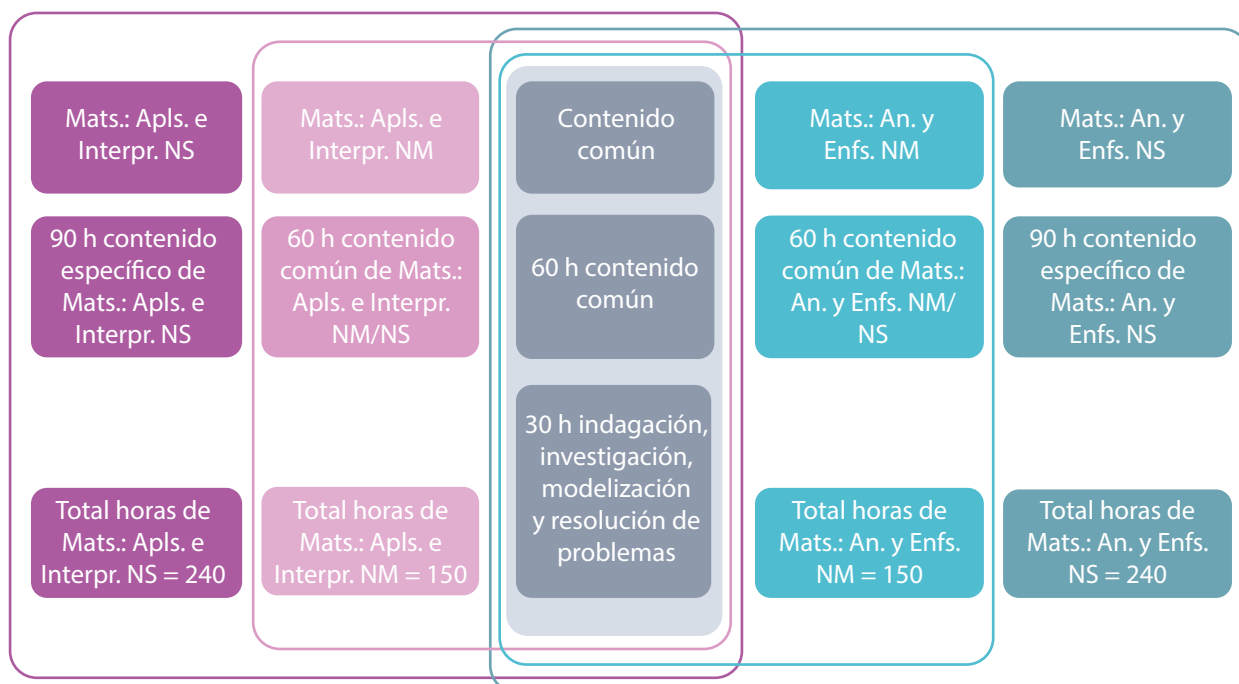 Mats.: Apls. e
Interpr. NS
Mats.: Apls. e
Interpr. NM
Contenido
común
Mats.: An. y
Enfs. NM
Mats.: An. y
Enfs. NS
90 h contenido
específico de
Mats.: Apls. e
Interpr. NS
60 h contenido
común de Mats.:
Apls. e Interpr.
NM/NS
60 h contenido
común
60 h contenido
común de Mats.:
An. y Enfs. NM/
NS
90 h contenido
específico de
Mats.: An. y
Enfs. NS
30 h indagación,
investigación,
modelización
y resolución de
problemas
Total horas de
Mats.: Apls. e
Interpr. NS = 240
Total horas de
Mats.: Apls. e
Interpr. NM = 150
Total horas de
Mats.: An. y Enfs.
NM = 150
Total horas de
Mats.: An. y Enfs.
NS = 240